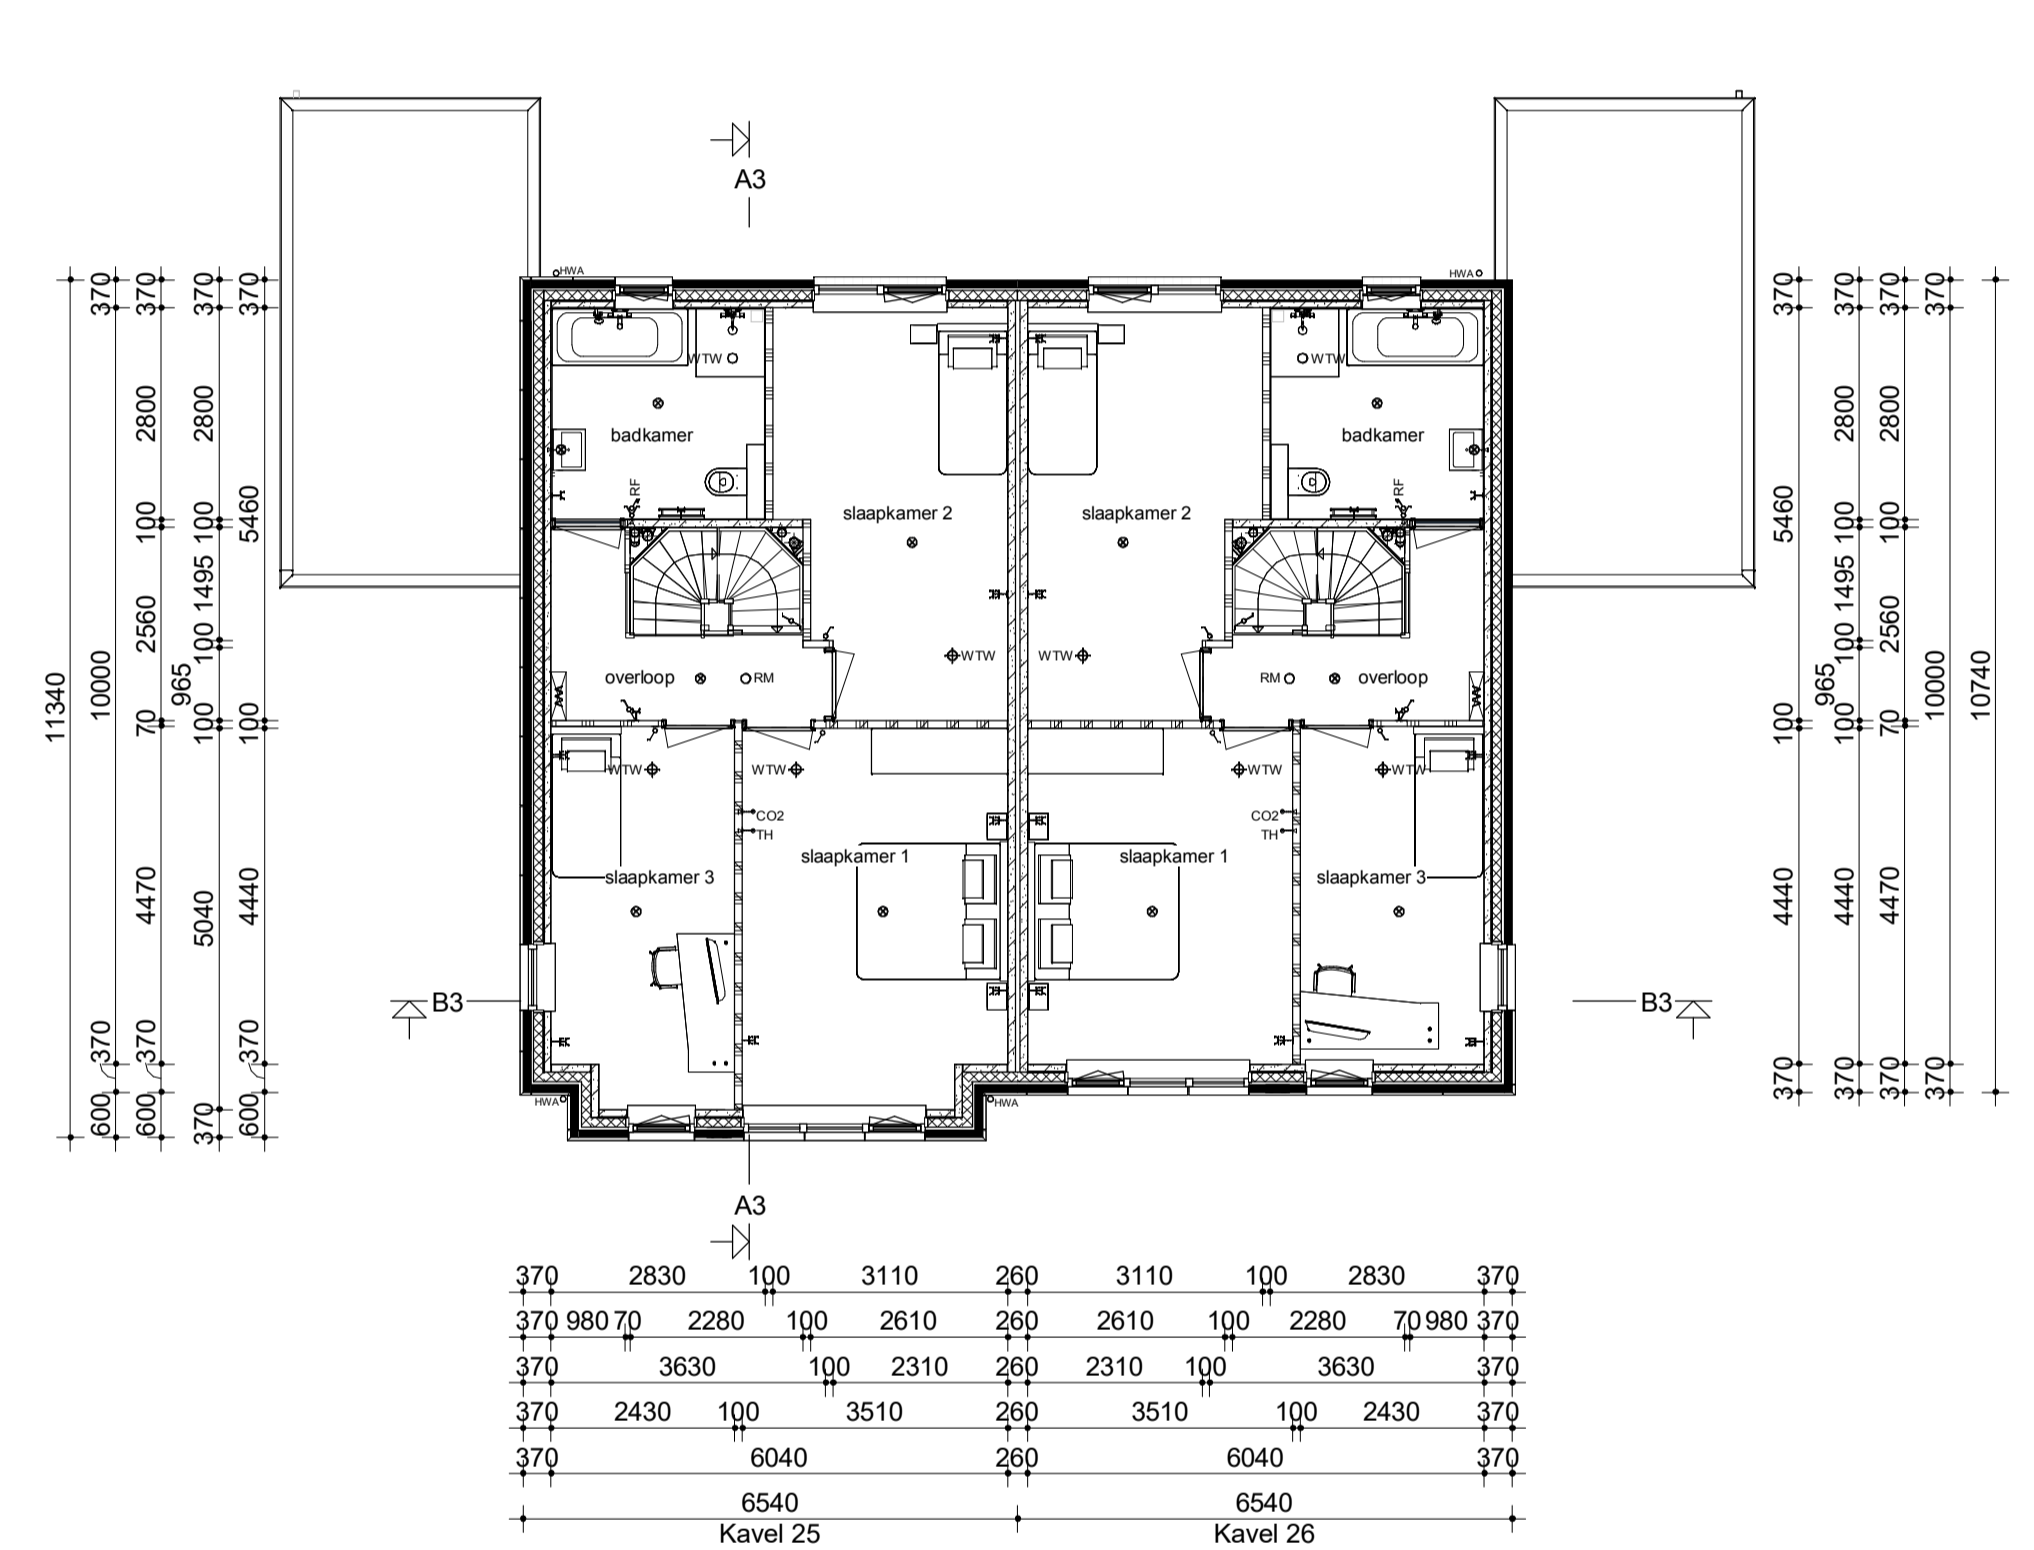 A3
HWA
HWA
370
370
370
370
370
370
370
370
370
WTW
WTW
2800
2800
2800
2800
badkamer
badkamer
RF
RF
slaapkamer 2
slaapkamer 2
100
100
5460
5460
100
100
1495
1495
2560
2560
100
100
WTW
WTW
overloop
RM
RM
overloop
11340
10000
965
965
10000
10740
70
100
100
100
100
70
WTW
WTW
WTW
WTW
CO2
CO2
TH
TH
slaapkamer 1
slaapkamer 1
slaapkamer 3
slaapkamer 3
4470
5040
4440
4440
4440
4470
B3
B3
370
370
370
370
370
370
370
HWA
HWA
600
600
370
600
A3
370 2830 100 3110 260 3110 100 2830 370
370 980 70 2280 100 2610 260 2610 100 2280 70 980 370
370 3630 100 2310 260 2310 100 3630 370
370 2430 100 3510 260 3510 100 2430 370
370 6040 260 6040 370
6540 6540
Kavel 25 Kavel 26